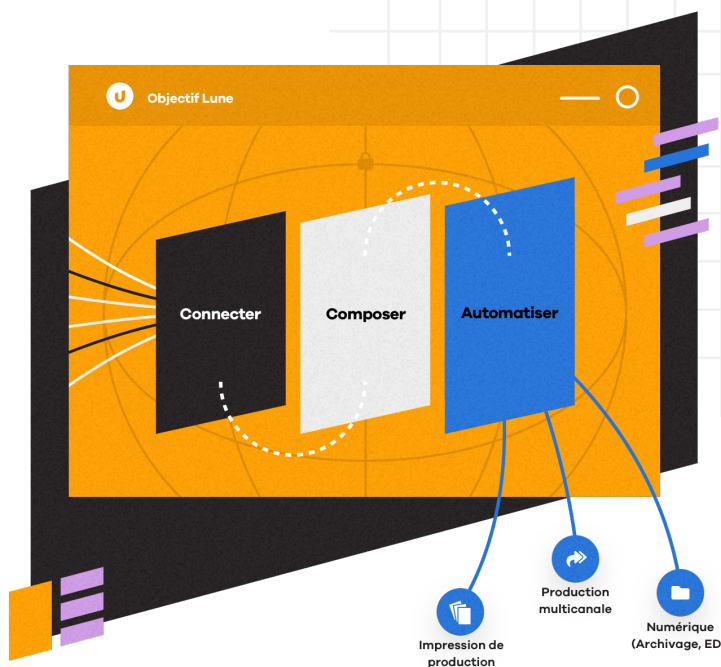 Objectif Lune
Connecter
Composer
Automatiser
Production
multicanale
Numérique
(Archivage, ED
Impression de
production